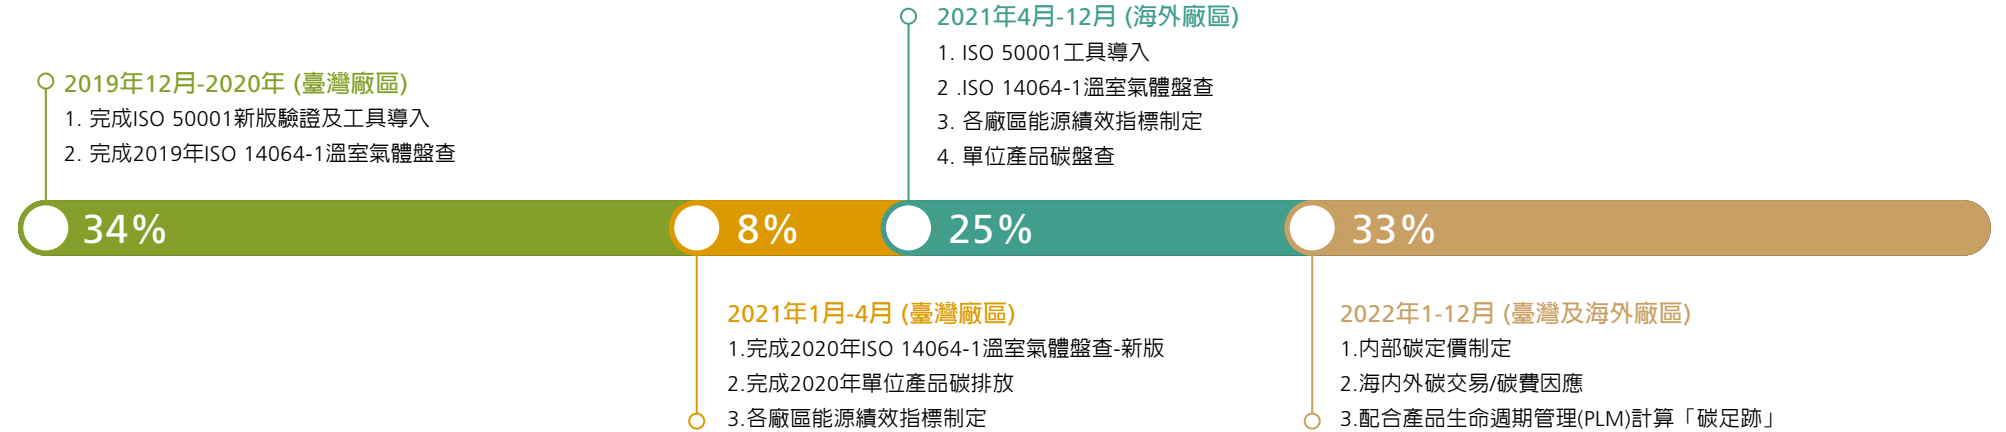 2019年12月-2020年 (臺灣廠區)
1. 完成ISO 50001新版驗證及工具導入
2. 完成2019年ISO 14064-1溫室氣體盤查
34%
2021年1月-4月 (臺灣廠區)
1.完成2020年ISO 14064-1溫室氣體盤查-新版
2.完成2020年單位產品碳排放
3.各廠區能源績效指標制定
8%
2021年4月-12月 (海外廠區)
1. ISO 50001工具導入
2 .ISO 14064-1溫室氣體盤查
3. 各廠區能源績效指標制定
4. 單位產品碳盤查
25%
2022年1-12月 (臺灣及海外廠區)
1.內部碳定價制定
2.海內外碳交易/碳費因應
3.配合產品生命週期管理(PLM)計算「碳足跡」
33%